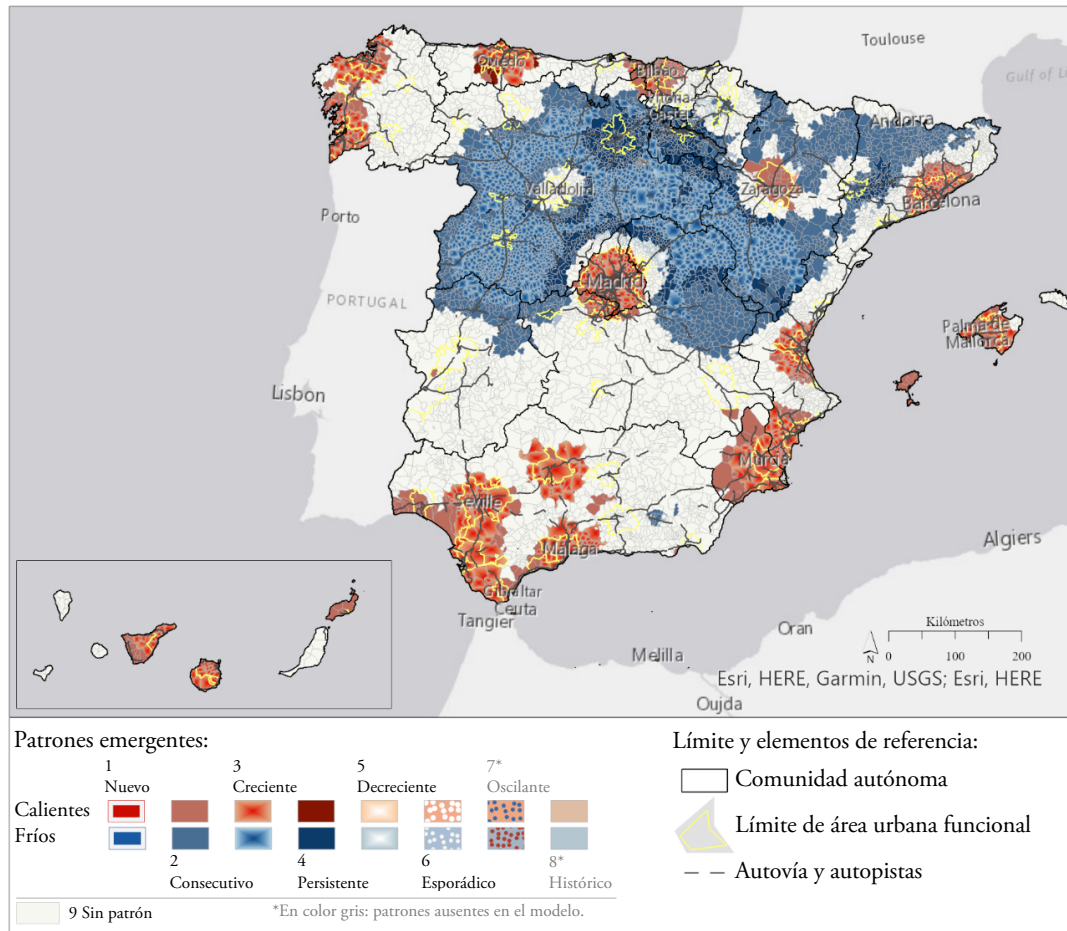 Toulouse
Gulf of L
Oviedo
Bilbao
Vitoria-
Gasteiz
Andorra
Valladolid
Zaragoza
Barcelona
Porto
Madrid
PORTUGAL
Palma de
Mallorca
Lisbon
Murcia
Seville
Málaga
Algiers
Gibraltar
Ceuta
Tangier
Oran
Melilla
Oujda
Kilómetros
0 100 200
N
Esri, HERE, Garmin, USGS; Esri, HERE
Patrones emergentes:
1 3 5 7*
Nuevo Creciente Decreciente Oscilante
Calientes
Fríos
2 4 6 8*
Consecutivo Persistente Esporádico Histórico
9 Sin patrón
*En color gris: patrones ausentes en el modelo.
Límite y elementos de referencia:
Comunidad autónoma
Límite de área urbana funcional
Autovía y autopistas